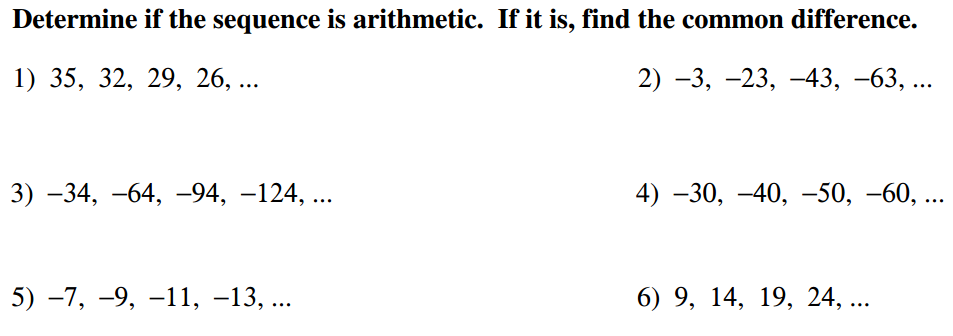 Determine if the sequence is arithmetic.  If it is, find the common difference.
1)  35,  32,  29,  26, ...
2)  –3,  –23,  –43,  –63, ...
3)  –34,  –64,  –94,  –124, ...
4)  –30,  –40,  –50,  –60, ...
5)  –7,  –9,  –11,  –13, ...
6)  9,  14,  19,  24, ...